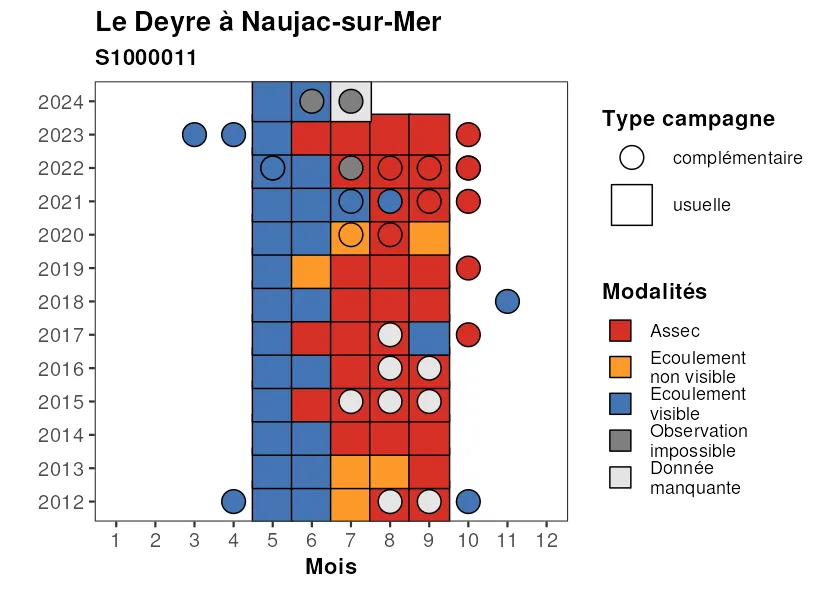 Le Deyre à Naujac-sur-Mer
S1000011
2024
2023
2022
2021
2020
2019
2018
2017
2016
2015
2014
2013
2012
1 2 3 4 5 6 7 8 9 10 11 12
Mois
Type campagne
complémentaire
usuelle
Modalités
Assec
Ecoulement
non visible
Ecoulement
visible
Observation
impossible
Donnée
manquante